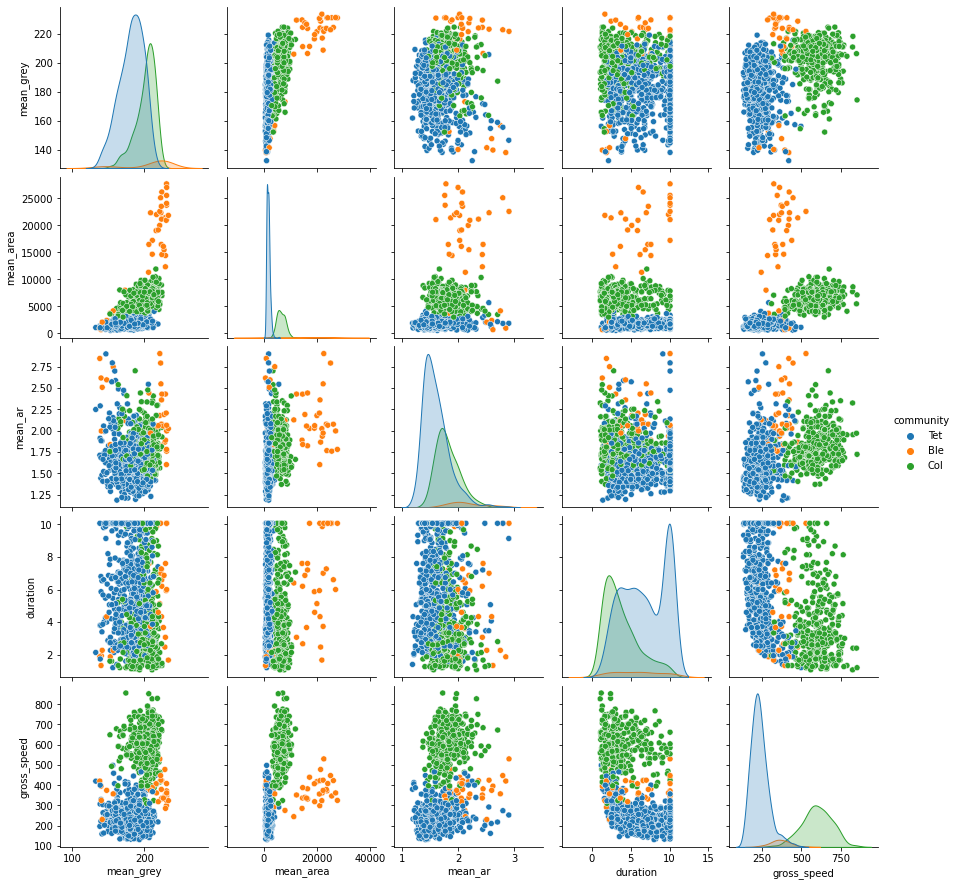 220
200
180
160
140
mean_grey
25000
20000
15000
10000
5000
0
mean_area
2.75
2.50
2.25
2.00
1.75
1.50
1.25
mean_ar
community
Tet
Ble
Col
10
8
6
4
2
duration
800
700
600
500
400
300
200
100
gross_speed
100 200
mean_grey
0 20000 40000
mean_area
1 2 3
mean_ar
0 5 10 15
duration
250 500 750
gross_speed